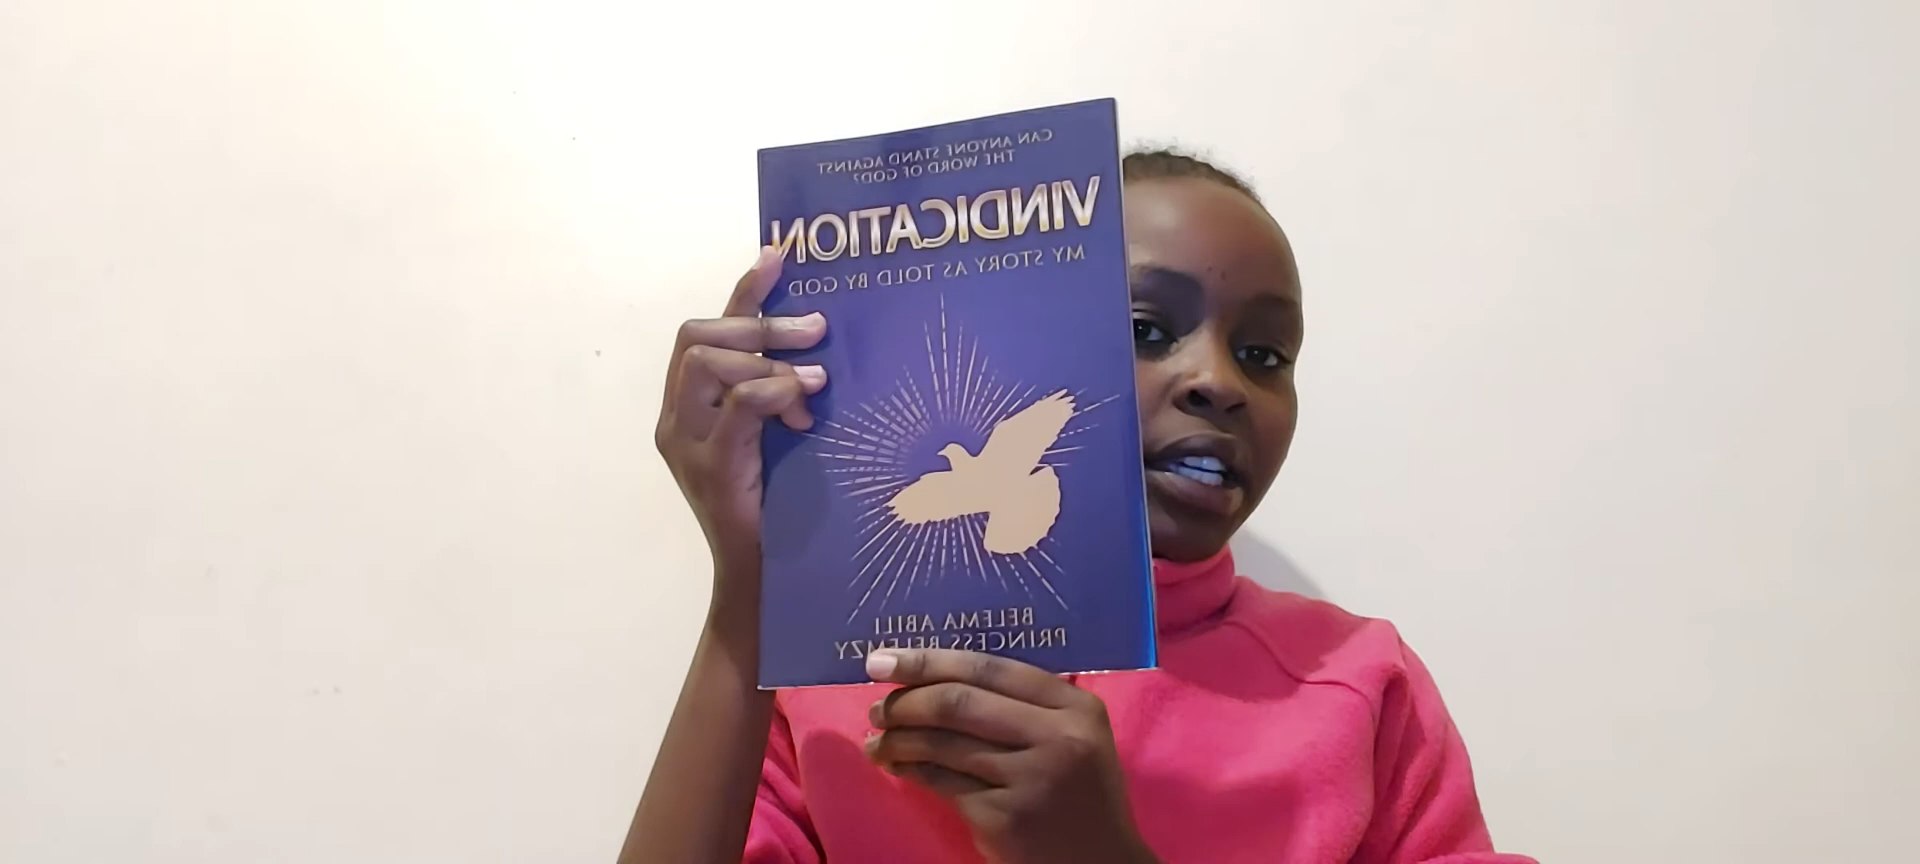 CAN ANYONE STAND AGAINST
THE WORD OF GOD?
VINDICATION
MY STORY AS TOLD BY GOD
BELEMA ABILI
PRINCESS BELEMZY